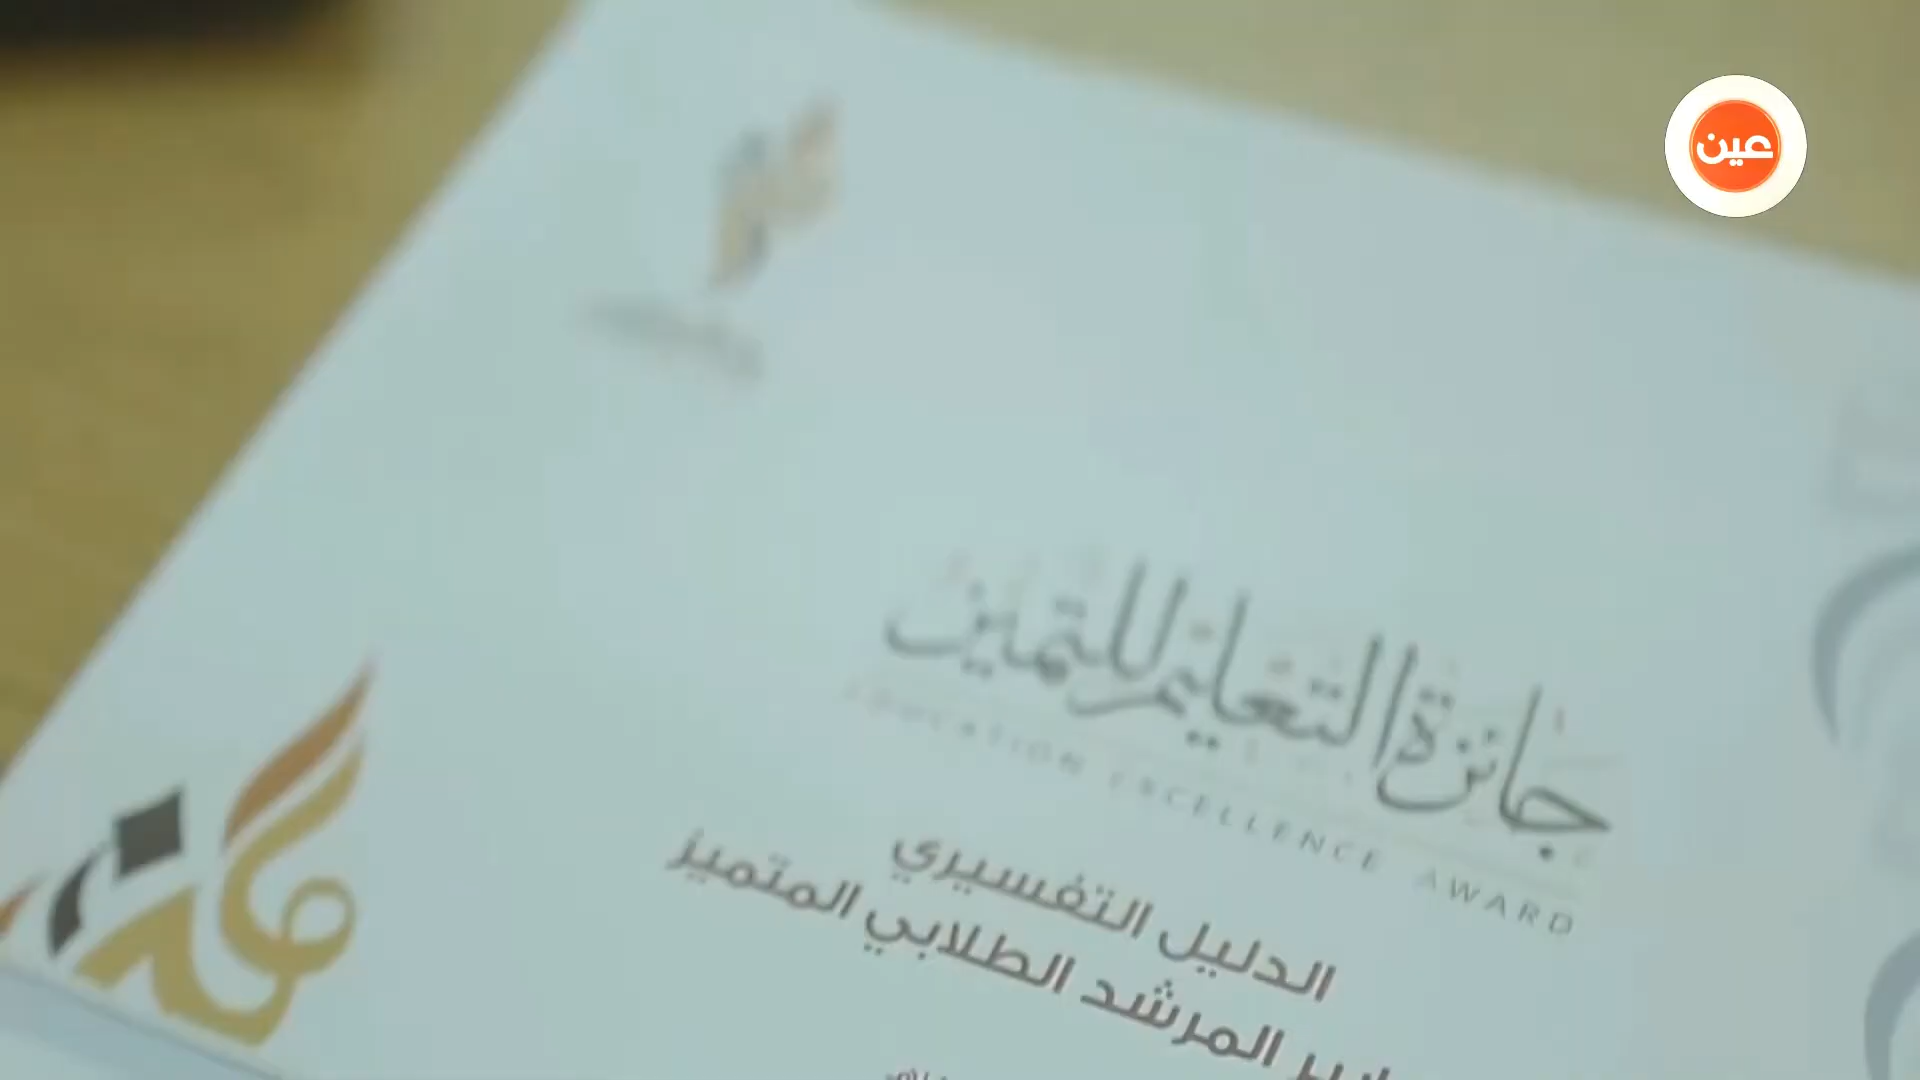 عين
جائزة التعليم للتميز
EDUCATION EXCELLENCE AWARD
الدليل التفسيري
المرشد الطلابي المتميز